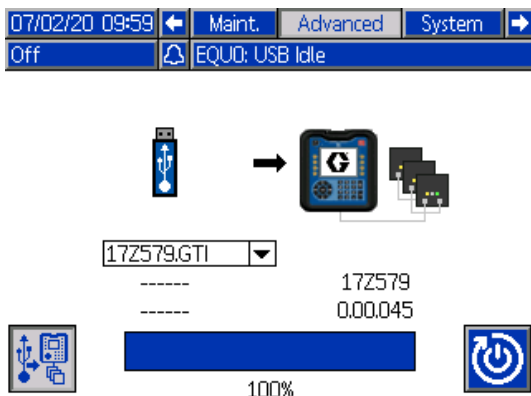 07/02/20 09:59 Maint. Advanced System
Off EQU0: USB Idle
G
17Z579.GTI
------ 17Z579
------ 0.00.045
100%